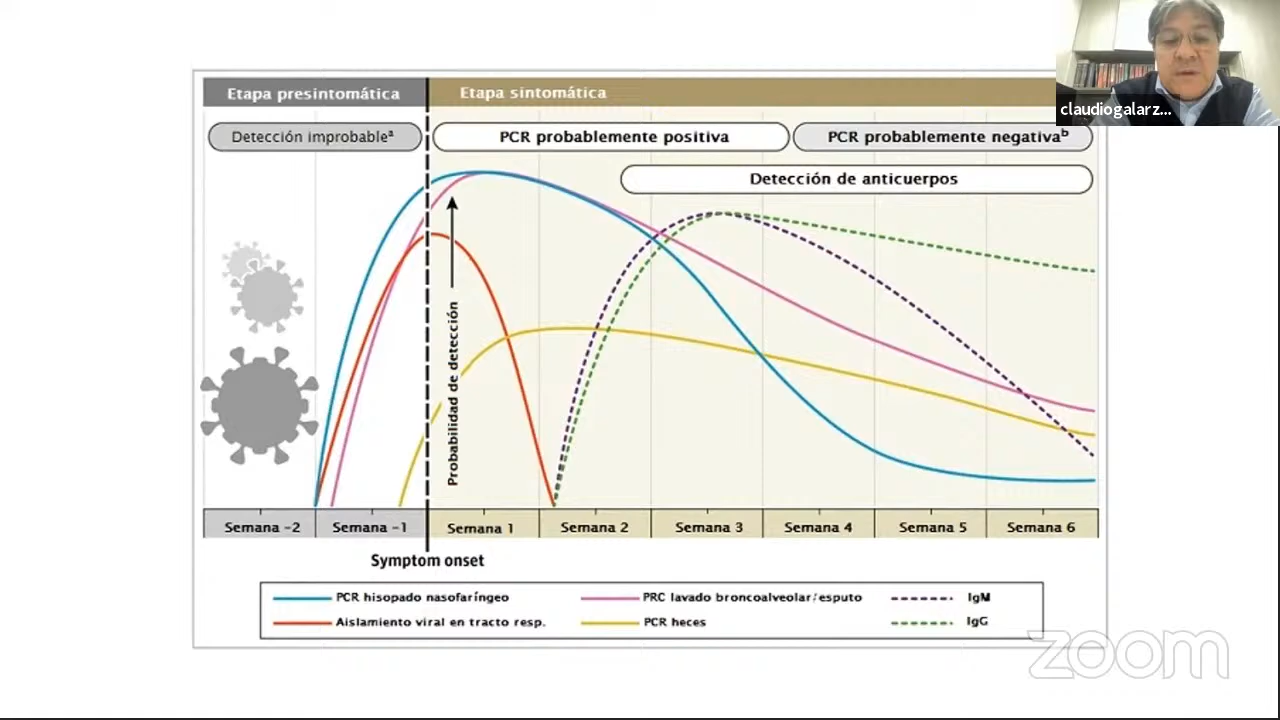 claudiogalarz...
Etapa presintomática
Etapa sintomática
Detección improbableª
PCR probablemente positiva
PCR probablemente negativaᵇ
Detección de anticuerpos
Probabilidad de detección
Semana -2
Semana -1
Semana 1
Semana 2
Semana 3
Semana 4
Semana 5
Semana 6
Symptom onset
PCR hisopado nasofaríngeo
PRC lavado broncoalveolar/esputo
IgM
Aislamiento viral en tracto resp.
PCR heces
IgG
zoom